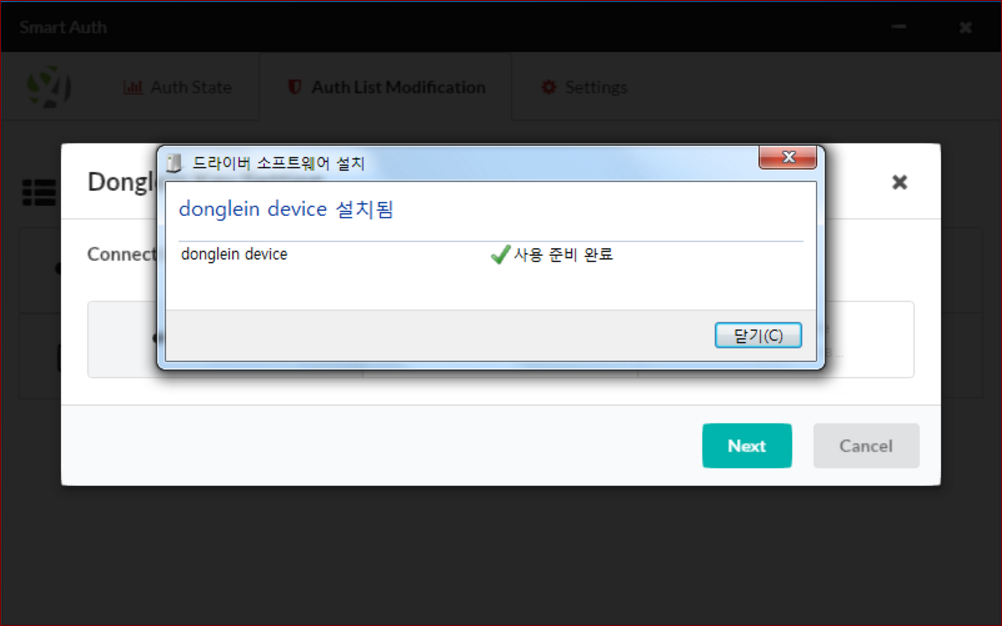 Smart Auth
Auth State
Auth List Modification
Settings
드라이버 소프트웨어 설치
donglein device 설치됨
Connect
donglein device
사용 준비 완료
닫기(C)
Next
Cancel